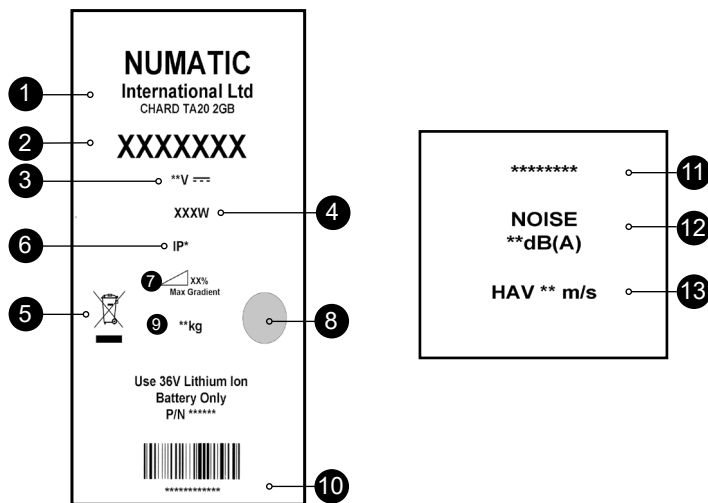 NUMATIC
International Ltd
CHARD TA20 2GB
1
2
XXXXXXX
3
**V
XXXW
4
6
IP*
7
XX%
Max Gradient
5
9
**kg
8
Use 36V Lithium Ion
Battery Only
P/N ******
************
10
********
11
NOISE
**dB(A)
12
HAV ** m/s
13